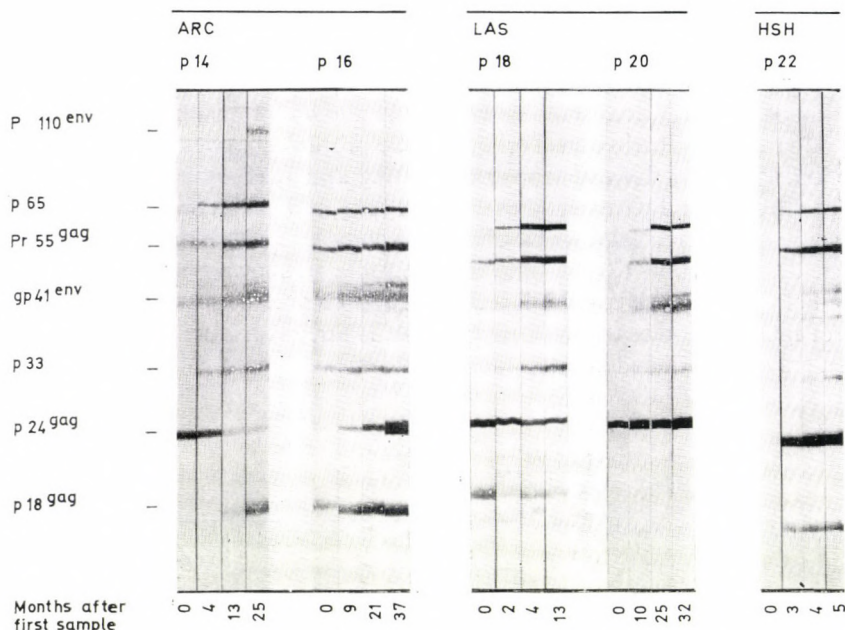 ARC LAS HSH
p 14 p 16 p 18 p 20 p 22
P 110 env
p 65
Pr 55 gag
gp 41 env
p 33
p 24 gag
p 18 gag
Months after
first sample
0 4 13 25 0 9 21 37 0 2 4 13 0 10 25 32 0 3 4 5